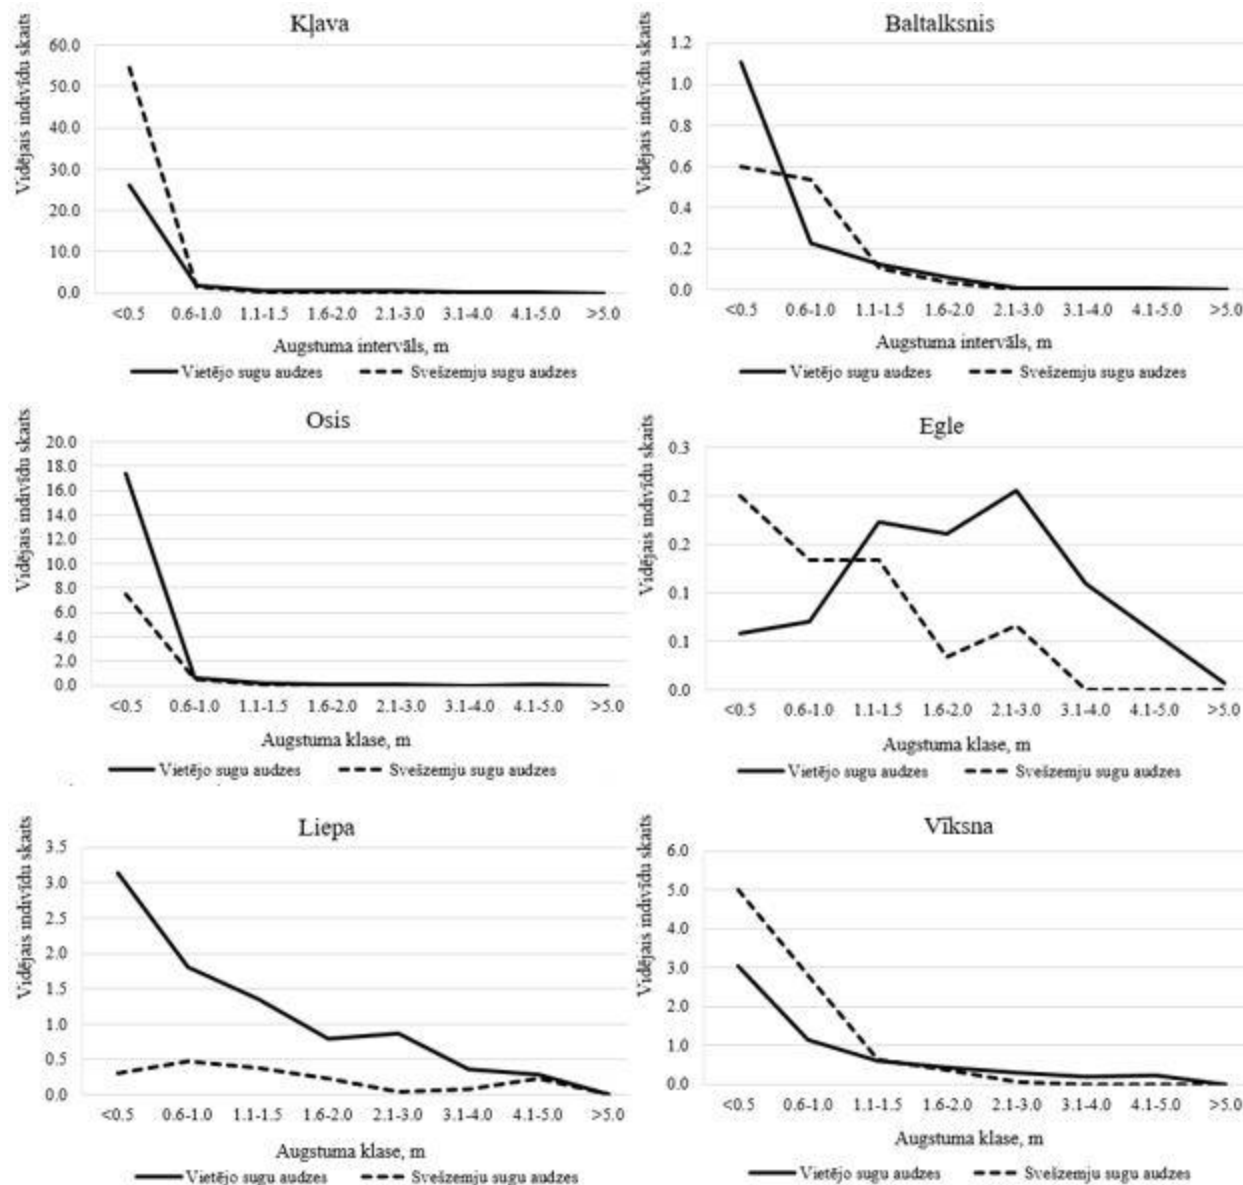 Kļava
Vidējais indivīdu skaits
60.0
50.0
40.0
30.0
20.0
10.0
0.0
<0.5 0.6-1.0 1.1-1.5 1.6-2.0 2.1-3.0 3.1-4.0 4.1-5.0 >5.0
Augstuma intervāls, m
Vietējo sugu audzes Svešzemju sugu audzes
Baltalksnis
Vidējais indivīdu skaits
1.2
1.0
0.8
0.6
0.4
0.2
0.0
<0.5 0.6-1.0 1.1-1.5 1.6-2.0 2.1-3.0 3.1-4.0 4.1-5.0 >5.0
Augstuma intervāls, m
Vietējo sugu audzes Svešzemju sugu audzes
Osis
Vidējais indivīdu skaits
20.0
18.0
16.0
14.0
12.0
10.0
8.0
6.0
4.0
2.0
0.0
<0.5 0.6-1.0 1.1-1.5 1.6-2.0 2.1-3.0 3.1-4.0 4.1-5.0 >5.0
Augstuma klase, m
Vietējo sugu audzes Svešzemju sugu audzes
Egle
Vidējais indivīdu skaits
0.3
0.2
0.2
0.1
0.1
0.0
<0.5 0.6-1.0 1.1-1.5 1.6-2.0 2.1-3.0 3.1-4.0 4.1-5.0 >5.0
Augstuma klase, m
Vietējo sugu audzes Svešzemju sugu audzes
Liepa
Vidējais indivīdu skaits
3.5
3.0
2.5
2.0
1.5
1.0
0.5
0.0
<0.5 0.6-1.0 1.1-1.5 1.6-2.0 2.1-3.0 3.1-4.0 4.1-5.0 >5.0
Augstuma klase, m
Vietējo sugu audzes Svešzemju sugu audzes
Vīksna
Vidējais indivīdu skaits
6.0
5.0
4.0
3.0
2.0
1.0
0.0
<0.5 0.6-1.0 1.1-1.5 1.6-2.0 2.1-3.0 3.1-4.0 4.1-5.0 >5.0
Augstuma klase, m
Vietējo sugu audzes Svešzemju sugu audzes